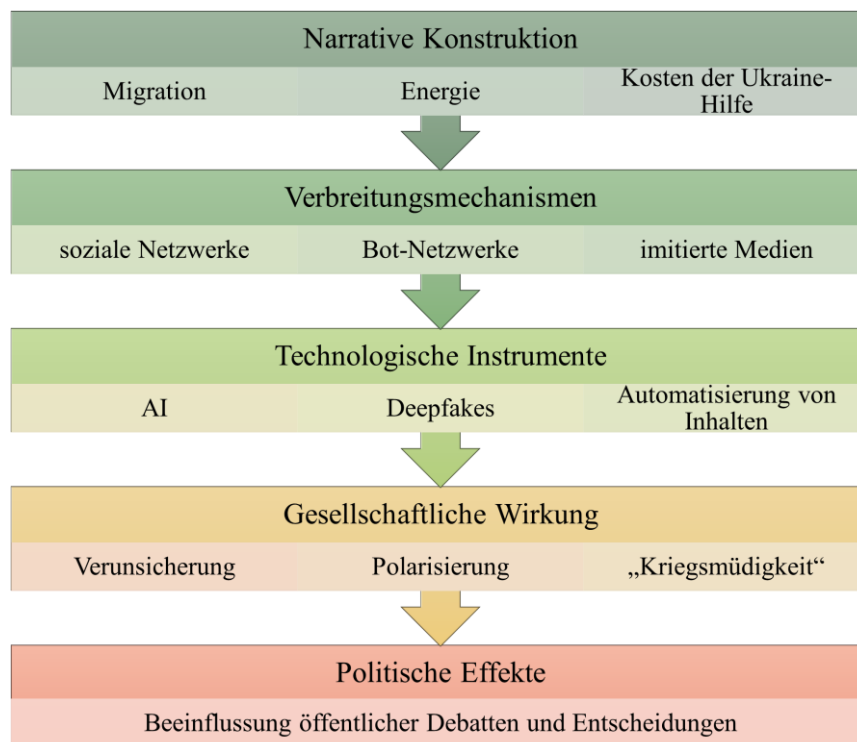 Narrative Konstruktion
Migration
Energie
Kosten der Ukraine-
Hilfe
Verbreitungsmechanismen
soziale Netzwerke
Bot-Netzwerke
imitierte Medien
Technologische Instrumente
AI
Deepfakes
Automatisierung von
Inhalten
Gesellschaftliche Wirkung
Verunsicherung
Polarisierung
„Kriegsmüdigkeit“
Politische Effekte
Beeinflussung öffentlicher Debatten und Entscheidungen